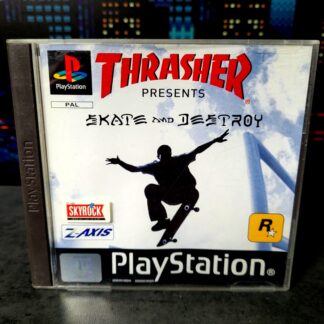 THRASHER®
PlayStation
PAL
PRESENTS
SKATE AND DESTROY
PlayStation
SKYROCK
Z-AXIS
R
PlayStation®